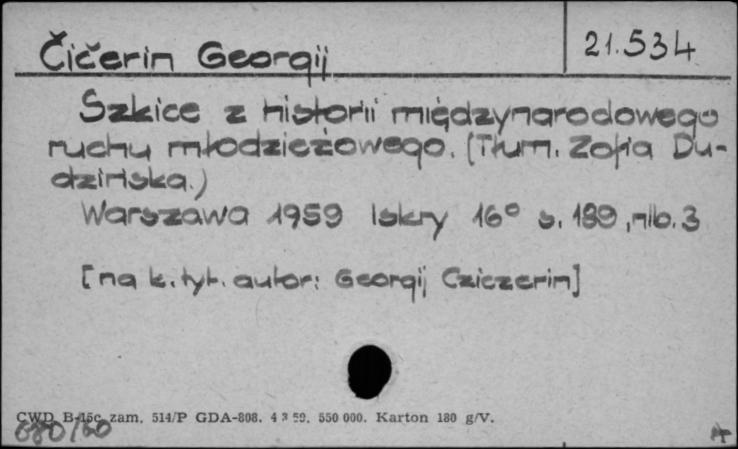 Čičerin Georgij
21.534
Szkice z historii międzynarodowego
ruchu młodzieżowego. (Tłum. Zofia Du-
dzińska.)
Warszawa 1959 Iskry 16° s. 189, nlb. 3
[na k. tyt. autor: Georgij Cziczerin]
CWD B-15c zam. 514/P GDA-808. 4 3 59. 550 000. Karton 180 g/V.
680/60